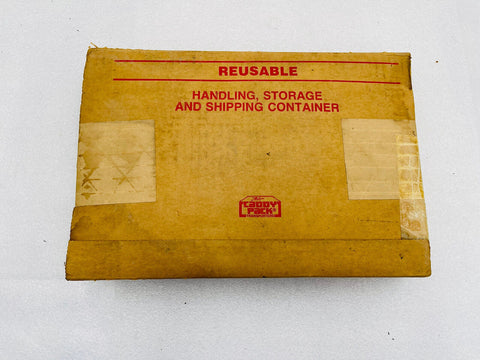 REUSABLE
HANDLING, STORAGE
AND SHIPPING CONTAINER
CADDY
PACK®